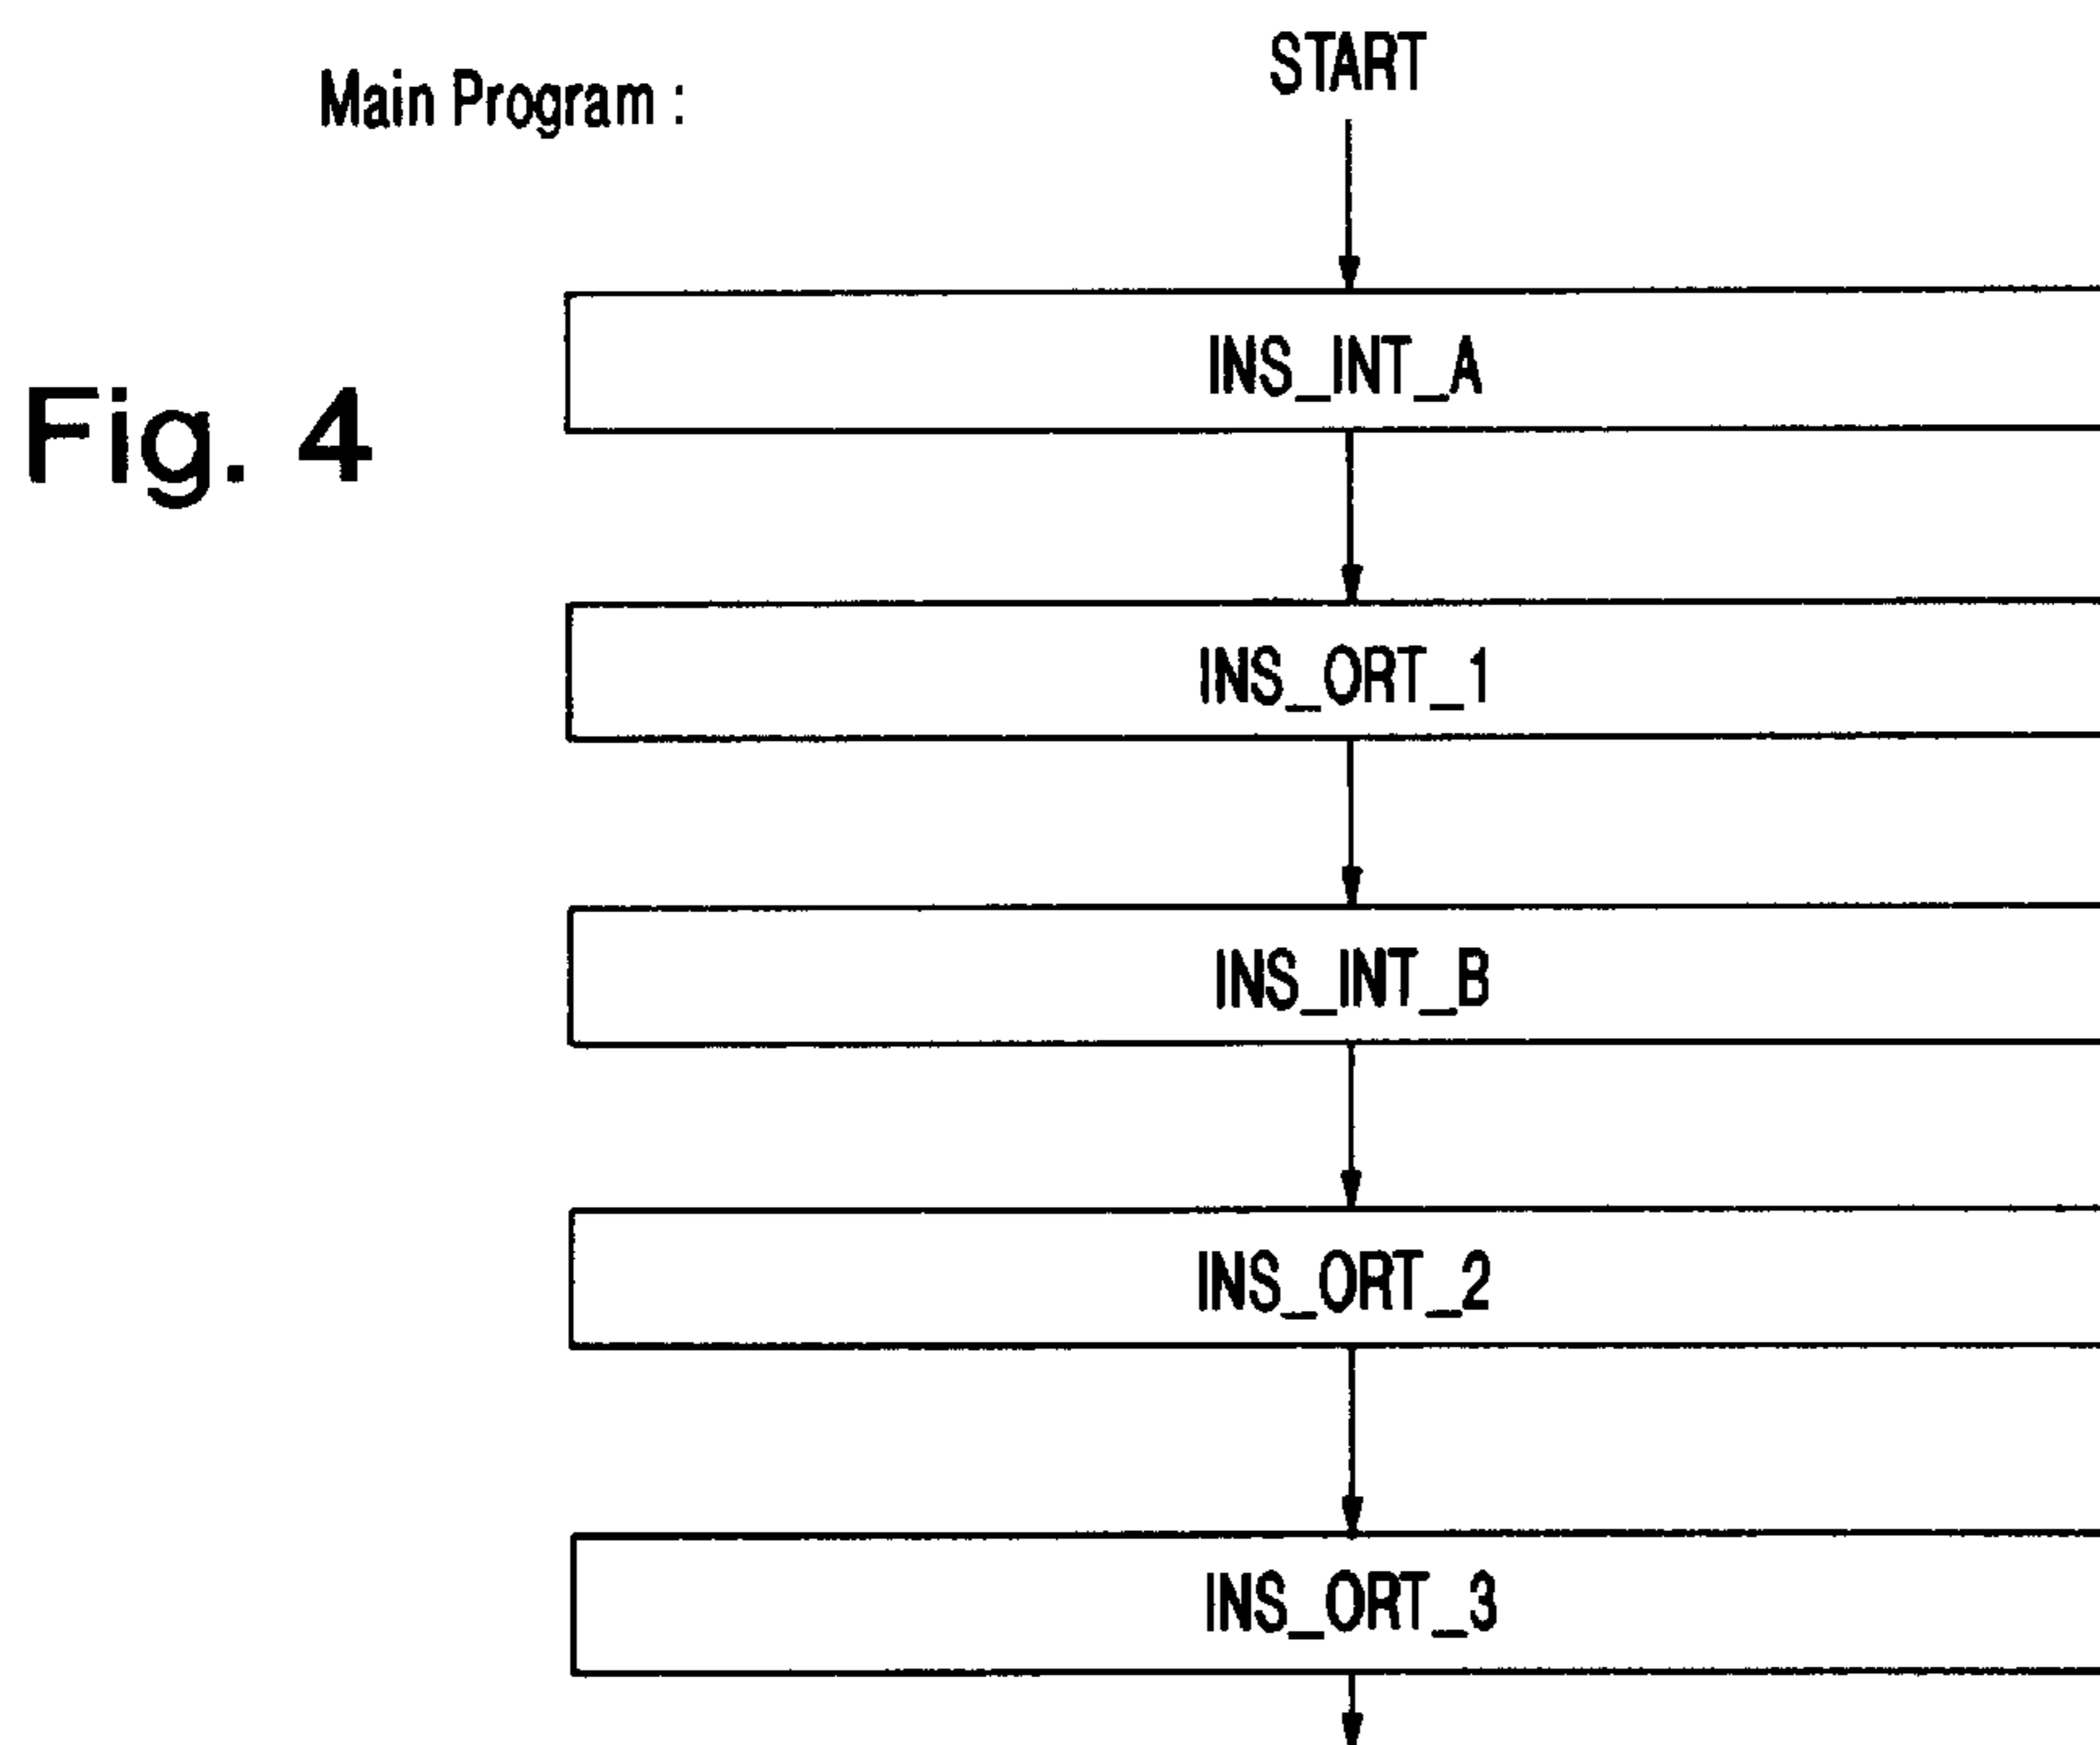 START
Main Program :
INS_INT_A
Fig. 4
INS_ORT_1
INS_INT_B
INS_ORT_2
INS_ORT_3